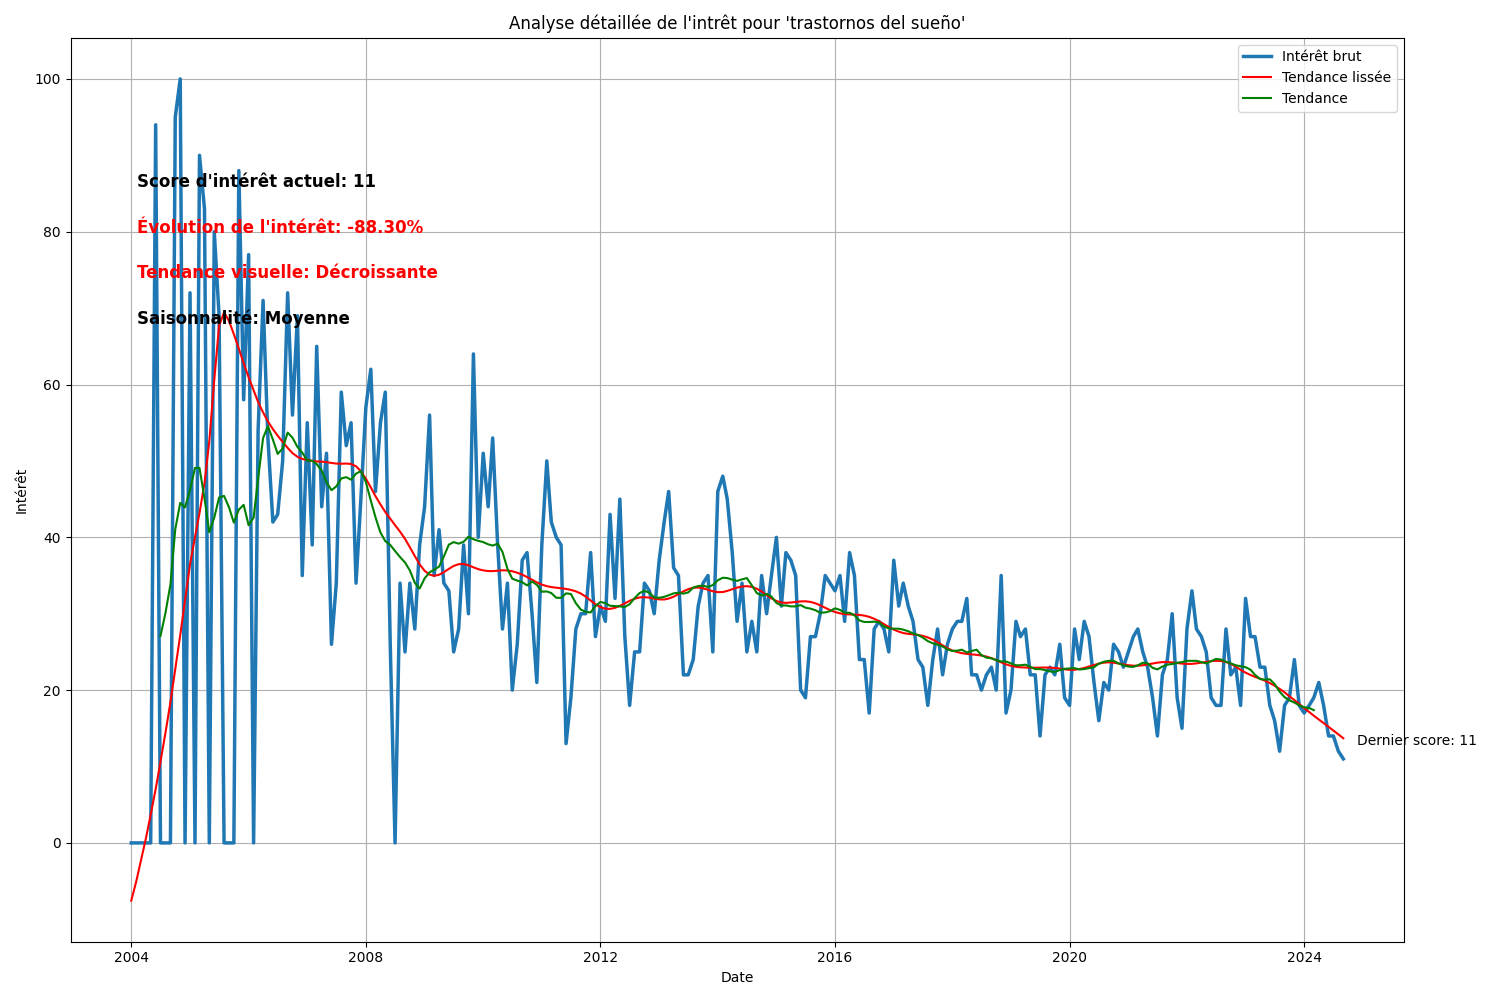 Analyse détaillée de l'intrêt pour 'trastornos del sueño'
Intérêt brut
Tendance lissée
Tendance
Score d'intérêt actuel: 11
Évolution de l'intérêt: -88.30%
Tendance visuelle: Décroissante
Saisonnalité: Moyenne
Dernier score: 11
Intérêt
100
80
60
40
20
0
2004
2008
2012
2016
2020
2024
Date